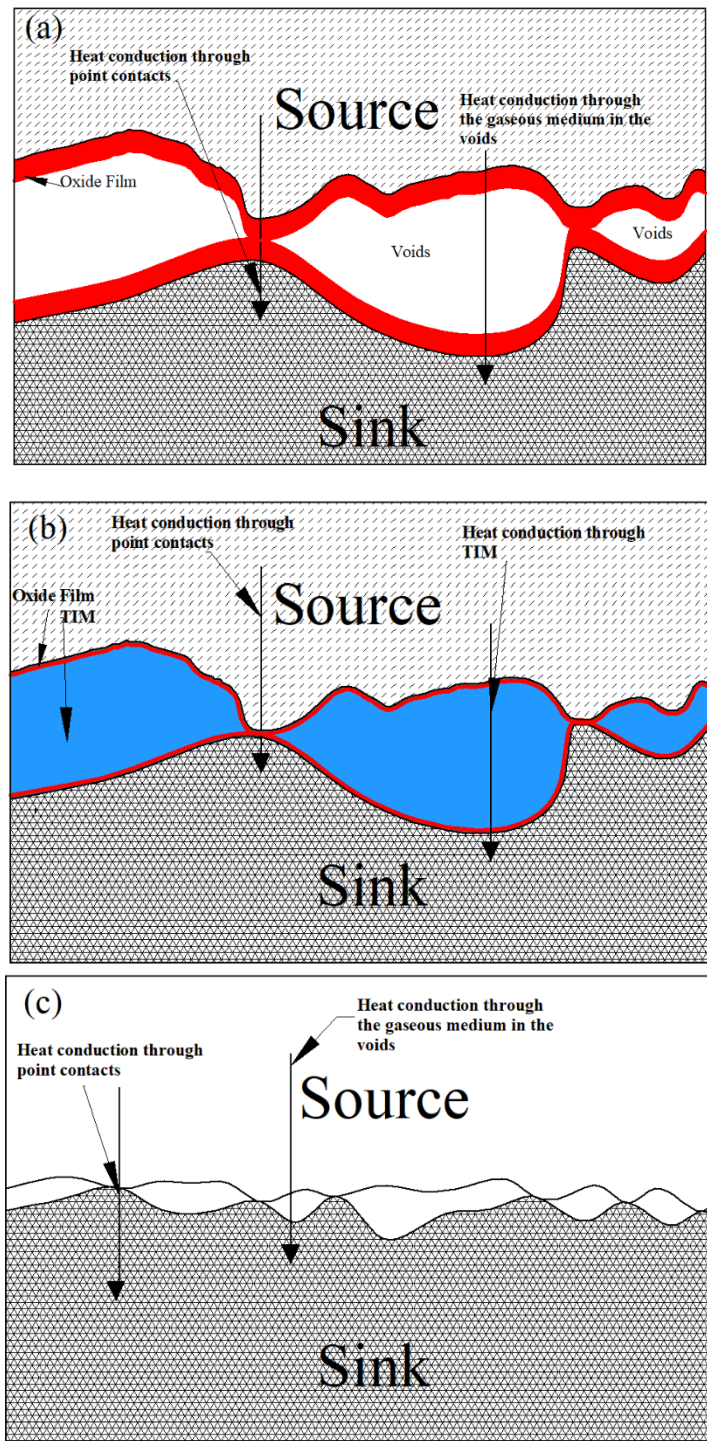 (a)
Heat conduction through
point contacts
Source
Heat conduction through
the gaseous medium in the
voids
Oxide Film
Voids
Voids
Sink
(b)
Heat conduction through
point contacts
Heat conduction through
TIM
Source
Oxide Film
TIM
Sink
(c)
Heat conduction through
the gaseous medium in the
voids
Heat conduction through
point contacts
Source
Sink